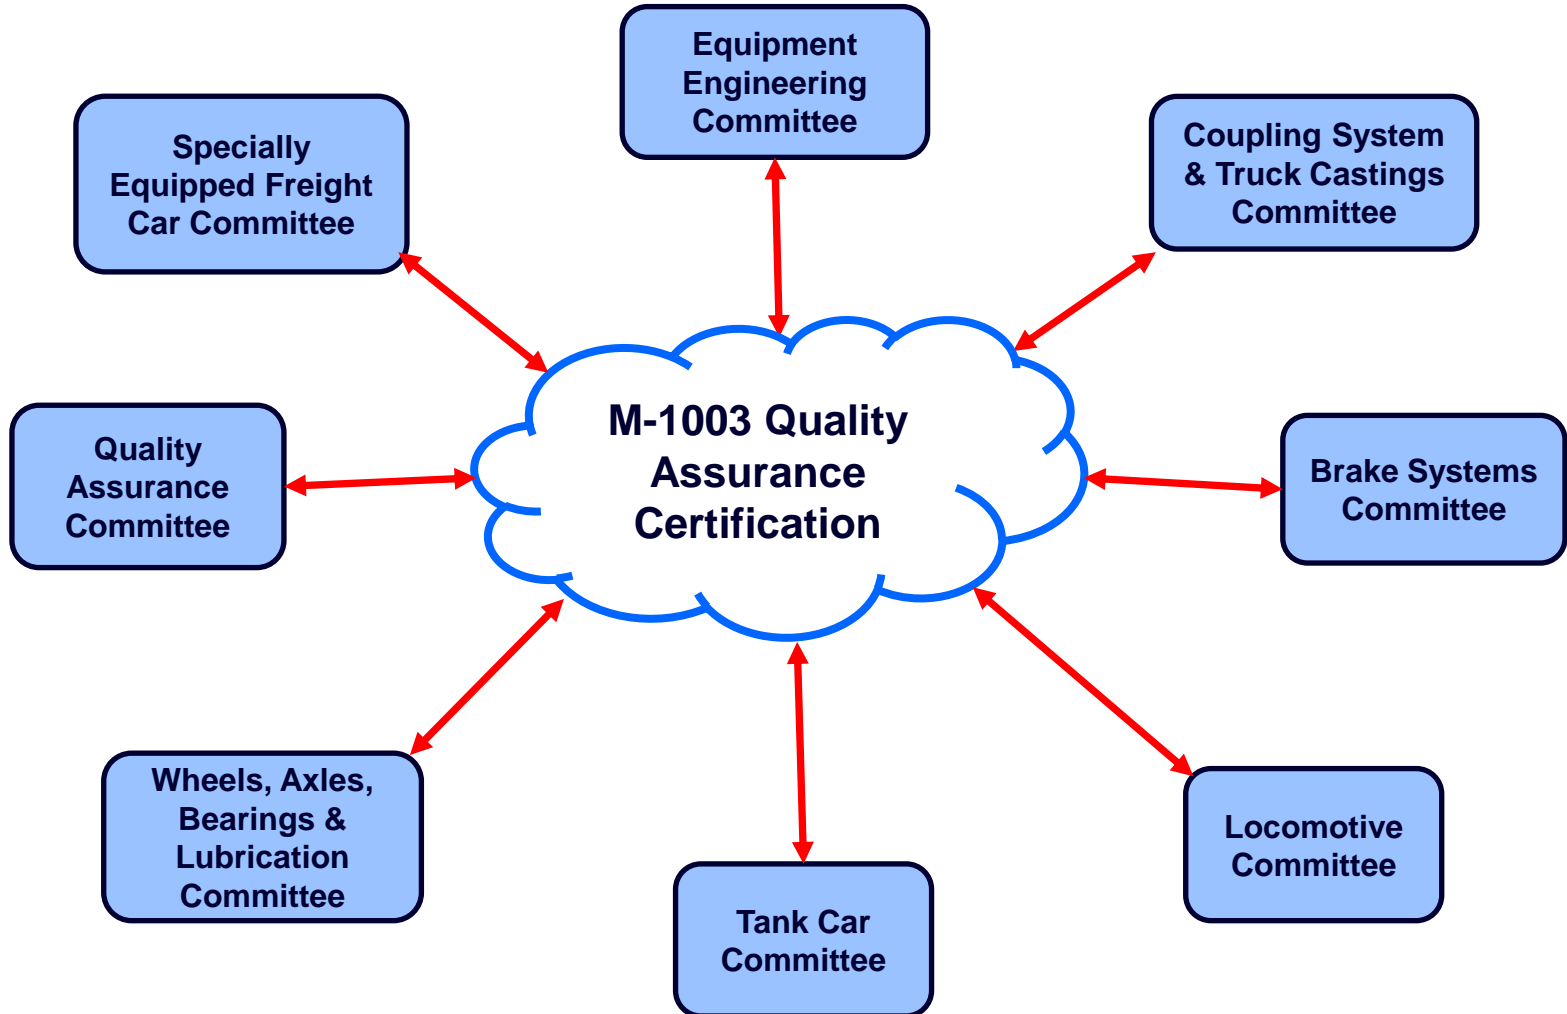 Equipment
Engineering
Committee
Specially
Equipped Freight
Car Committee
Coupling System
& Truck Castings
Committee
M-1003 Quality
Assurance
Certification
Quality
Assurance
Committee
Brake Systems
Committee
Wheels, Axles,
Bearings &
Lubrication
Committee
Locomotive
Committee
Tank Car
Committee